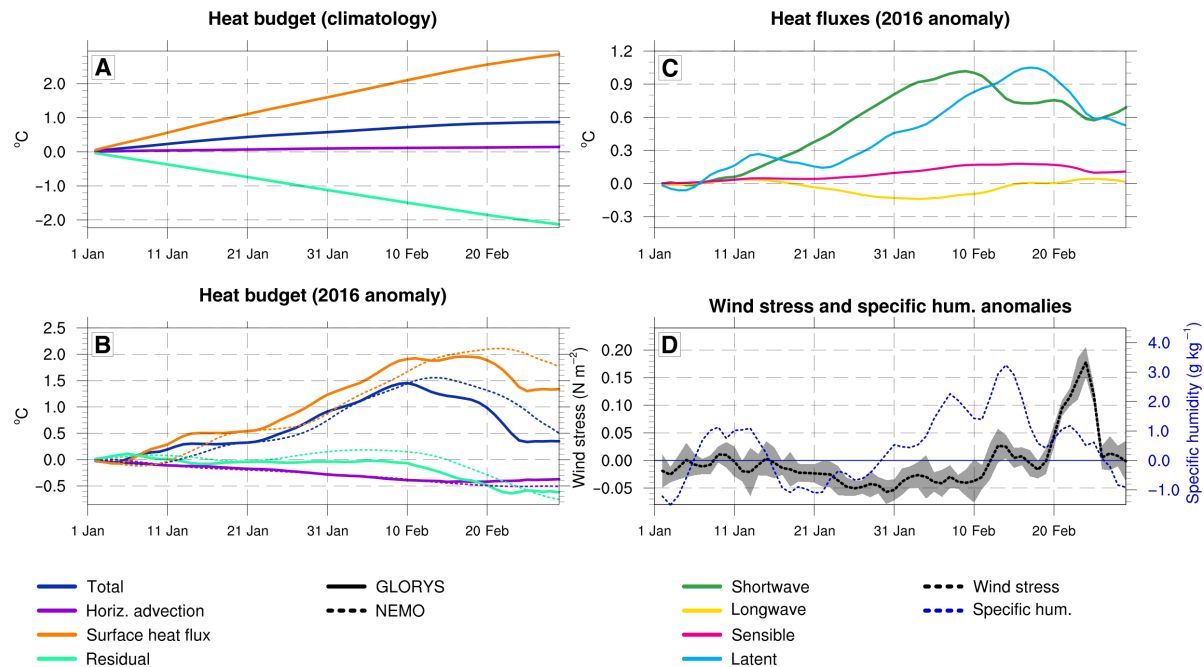 Heat budget (climatology)
A
2.0
1.0
0.0
−1.0
−2.0
°C
1 Jan 11 Jan 21 Jan 31 Jan 10 Feb 20 Feb
Heat fluxes (2016 anomaly)
C
1.2
0.9
0.6
0.3
0.0
−0.3
°C
1 Jan 11 Jan 21 Jan 31 Jan 10 Feb 20 Feb
Heat budget (2016 anomaly)
B
2.5
2.0
1.5
1.0
0.5
0.0
−0.5
°C
1 Jan 11 Jan 21 Jan 31 Jan 10 Feb 20 Feb
Wind stress and specific hum. anomalies
D
0.20
0.15
0.10
0.05
0.00
−0.05
Wind stress (N m⁻²)
4.0
3.0
2.0
1.0
0.0
−1.0
Specific humidity (g kg⁻¹)
1 Jan 11 Jan 21 Jan 31 Jan 10 Feb 20 Feb
Total
Horiz. advection
Surface heat flux
Residual
GLORYS
NEMO
Shortwave
Longwave
Sensible
Latent
Wind stress
Specific hum.